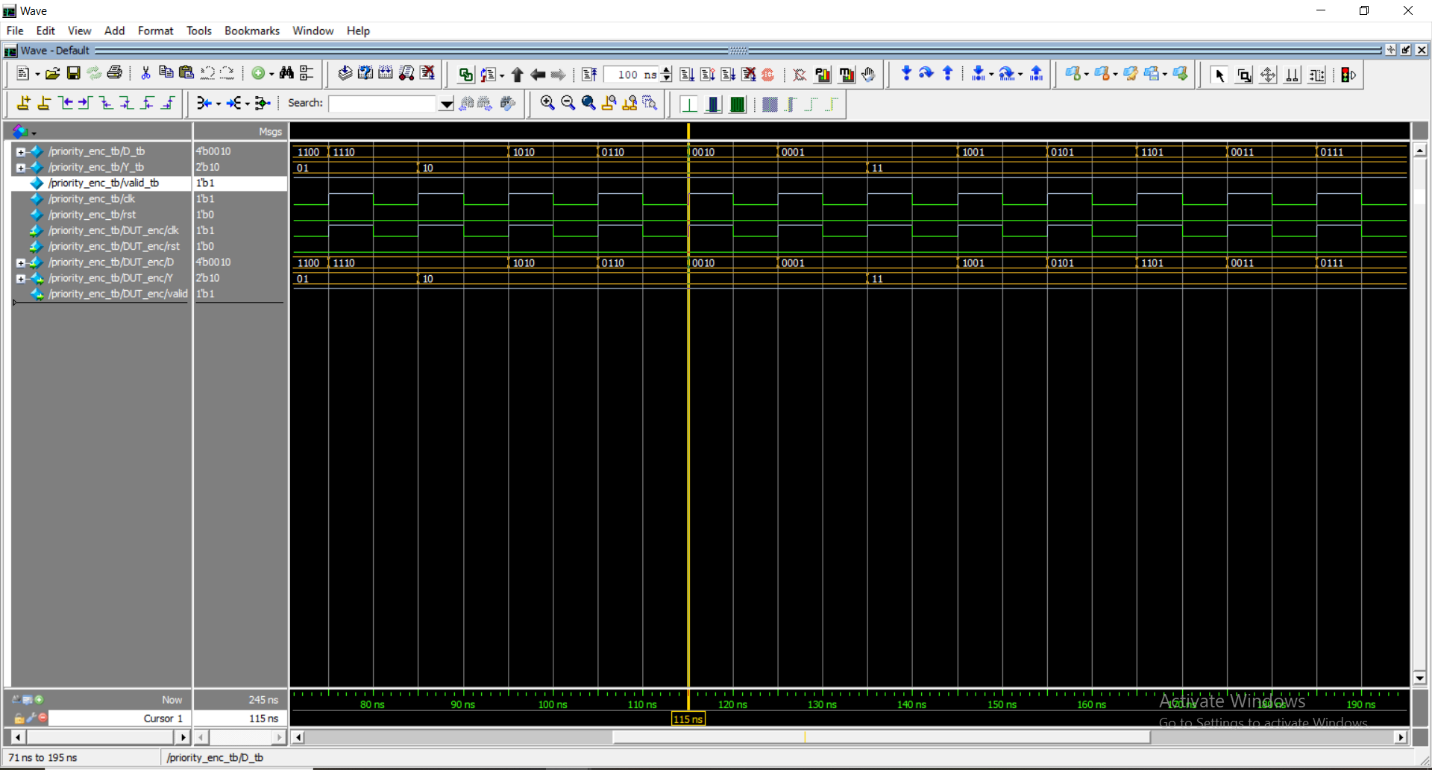 Wave
File Edit View Add Format Tools Bookmarks Window Help
Wave - Default
100 ns
Search:
Msgs
/priority_enc_tb/D_tb 4'b0010 1100 1110 1010 0110 0010 0001 1001 0101 1101 0011 0111
/priority_enc_tb/Y_tb 2'b10 01 10 11
/priority_enc_tb/valid_tb 1'b1
/priority_enc_tb/clk 1'b1
/priority_enc_tb/rst 1'b0
/priority_enc_tb/DUT_enc/clk 1'b1
/priority_enc_tb/DUT_enc/rst 1'b0
/priority_enc_tb/DUT_enc/D 4'b0010 1100 1110 1010 0110 0010 0001 1001 0101 1101 0011 0111
/priority_enc_tb/DUT_enc/Y 2'b10 01 10 11
/priority_enc_tb/DUT_enc/valid 1'b1
Now 245 ns 80 ns 90 ns 100 ns 110 ns 120 ns 130 ns 140 ns 150 ns 160 ns 170 ns 180 ns 190 ns
Activate Windows
Cursor 1 115 ns 115 ns
Go to Settings to activate Windows.
71 ns to 195 ns /priority_enc_tb/D_tb